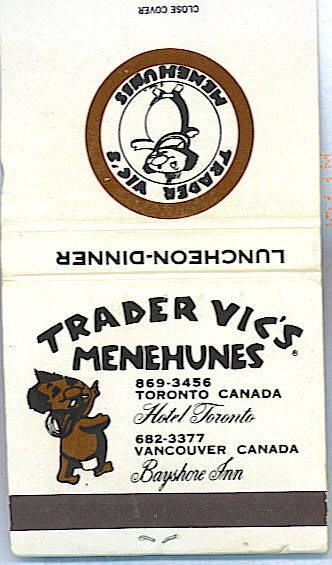 CLOSE COVER
TRADER VIC'S
MENEHUNES
LUNCHEON-DINNER
TRADER VIC'S®
MENEHUNES
869-3456
TORONTO CANADA
Hotel Toronto
682-3377
VANCOUVER CANADA
Bayshore Inn